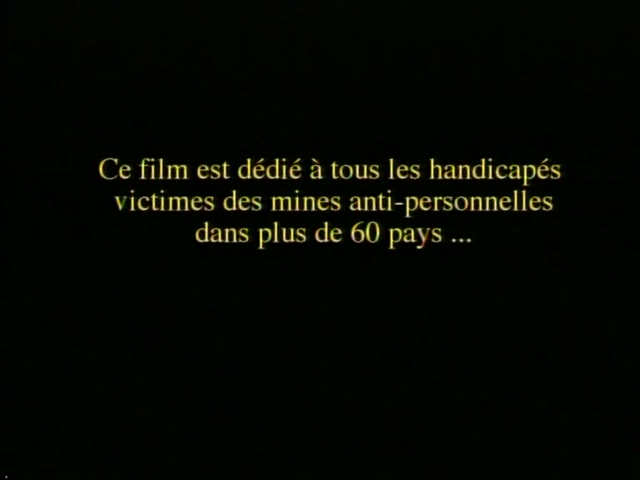 Ce film est dédié à tous les handicapés
victimes des mines anti-personnelles
dans plus de 60 pays ...